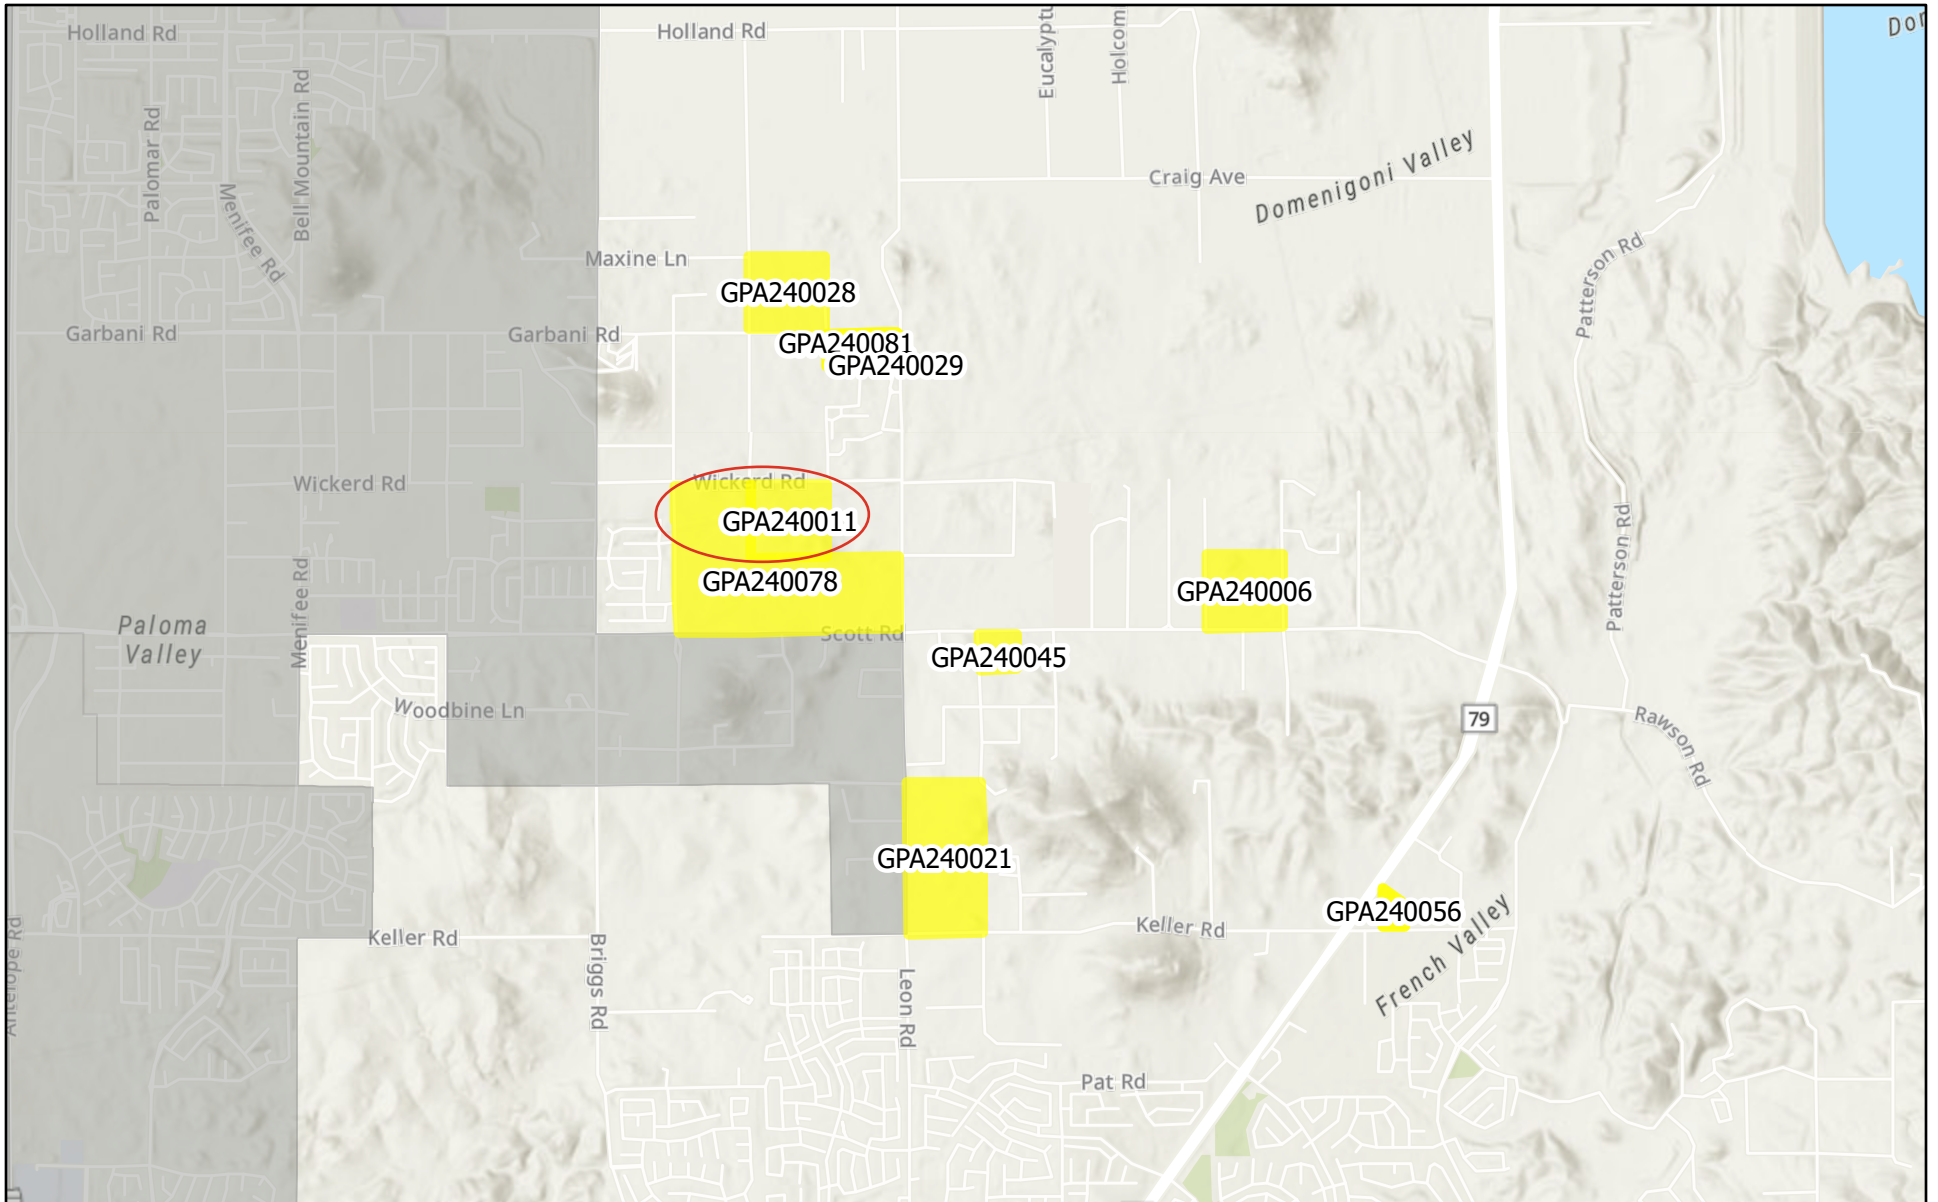 Holland Rd
Holland Rd
Eucalyptu
Holcom
Dor
Palomar Rd
Bell Mountain Rd
Menifee Rd
Craig Ave
Domenigoni Valley
Patterson Rd
Maxine Ln
GPA240028
Garbani Rd
Garbani Rd
GPA240081
GPA240029
Wickerd Rd
Wickerd Rd
GPA240011
GPA240078
GPA240006
Patterson Rd
Menifee Rd
Paloma
Valley
Scott Rd
GPA240045
Woodbine Ln
79
Rawson Rd
GPA240021
GPA240056
French Valley
Keller Rd
Keller Rd
Antelope Rd
Briggs Rd
Leon Rd
Pat Rd